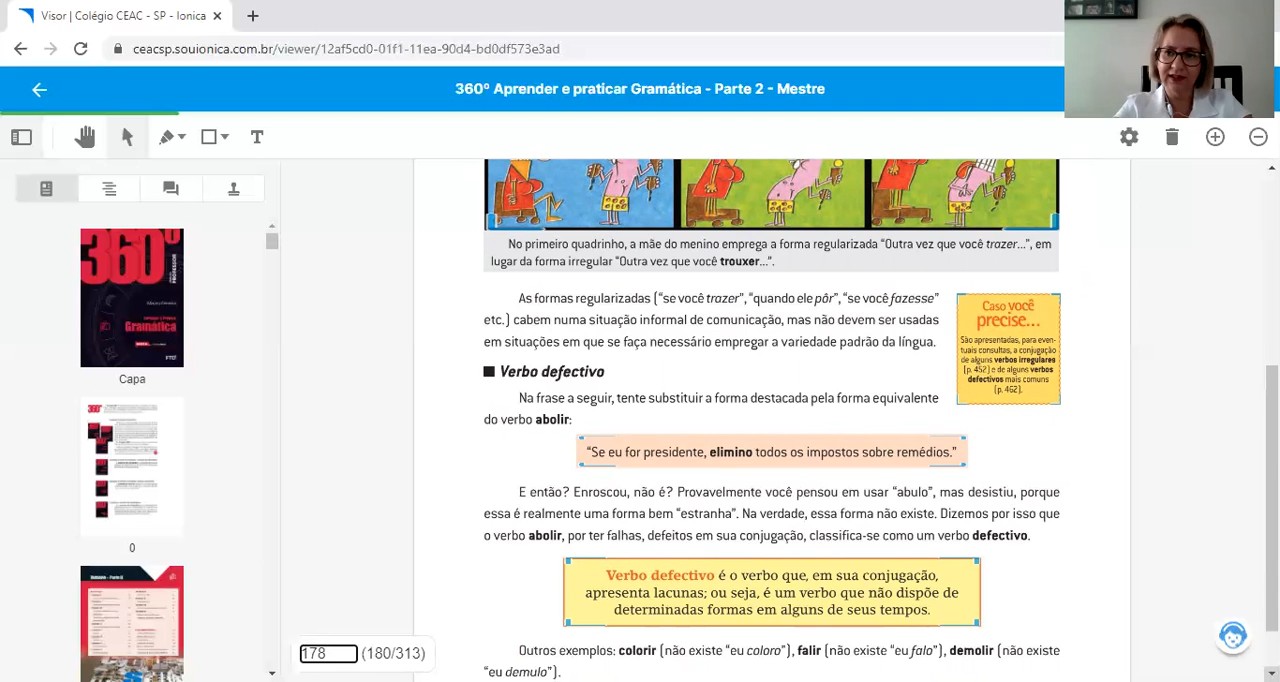 Visor | Colégio CEAC - SP - Ionica
ceacsp.souionica.com.br/viewer/12af5cd0-01f1-11ea-90d4-bd0df573e3ad
360º Aprender e praticar Gramática - Parte 2 - Mestre
T
No primeiro quadrinho, a mãe do menino emprega a forma regularizada “Outra vez que você trazer...”, em
lugar da forma irregular “Outra vez que você trouxer...”.
As formas regularizadas (“se você trazer”, “quando ele pôr”, “se você fazesse”
etc.) cabem numa situação informal de comunicação, mas não devem ser usadas
em situações em que se faça necessário empregar a variedade padrão da língua.
Caso você
precise...
São apresentadas, para even-
tuais consultas, a conjugação
de alguns verbos irregulares
(p. 452) e de alguns verbos
defectivos mais comuns
(p. 462).
Verbo defectivo
Na frase a seguir, tente substituir a forma destacada pela forma equivalente
do verbo abolir:
“Se eu for presidente, elimino todos os impostos sobre remédios.”
E aí? Enroscou, não é? Provavelmente você pensou em usar “abulo”, mas desistiu, porque
essa é realmente uma forma bem “estranha”. Na verdade, essa forma não existe. Dizemos por isso que
o verbo abolir, por ter falhas, defeitos em sua conjugação, classifica-se como um verbo defectivo.
Verbo defectivo é o verbo que, em sua conjugação,
apresenta lacunas; ou seja, é um verbo que não dispõe de
determinadas formas em alguns de seus tempos.
Outros exemplos: colorir (não existe “eu coloro”), falir (não existe “eu falo”), demolir (não existe
“eu demulo”).
360º
Gramática
FTD
Capa
360º
0
178 (180/313)